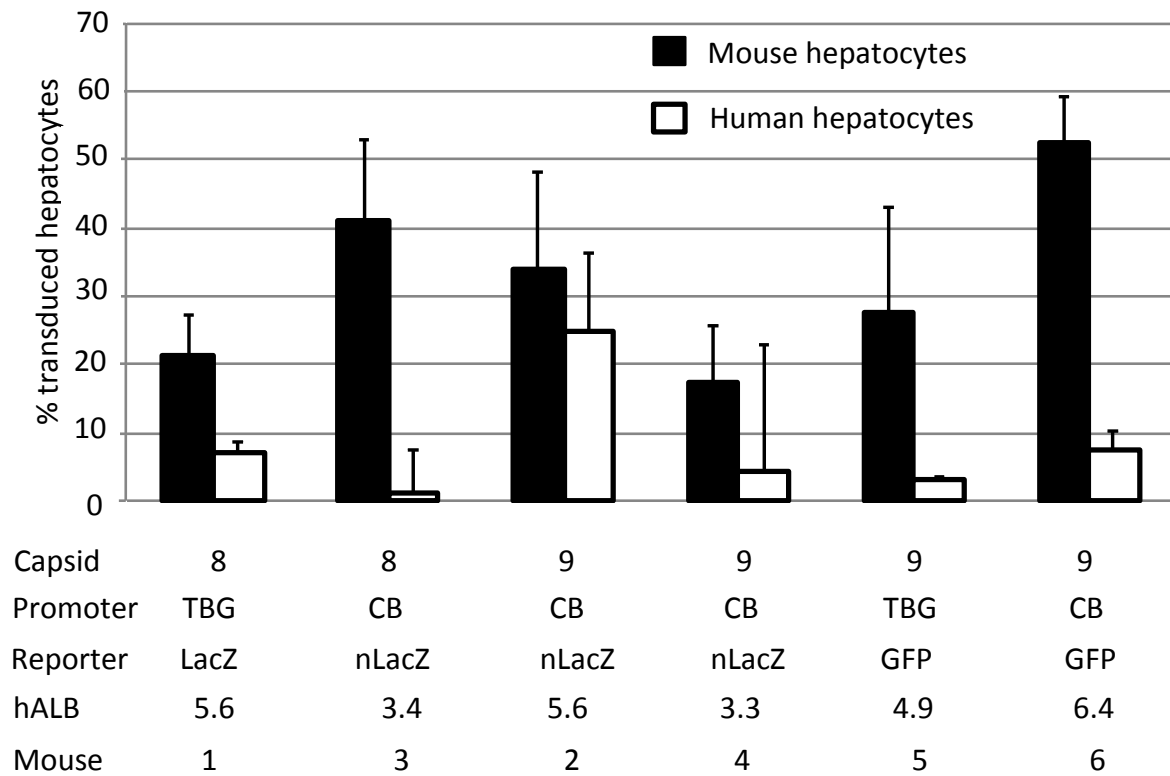 70
60
50
40
30
20
10
0
% transduced hepatocytes
Mouse hepatocytes
Human hepatocytes
Capsid 8 8 9 9 9 9
Promoter TBG CB CB CB TBG CB
Reporter LacZ nLacZ nLacZ nLacZ GFP GFP
hALB 5.6 3.4 5.6 3.3 4.9 6.4
Mouse 1 3 2 4 5 6